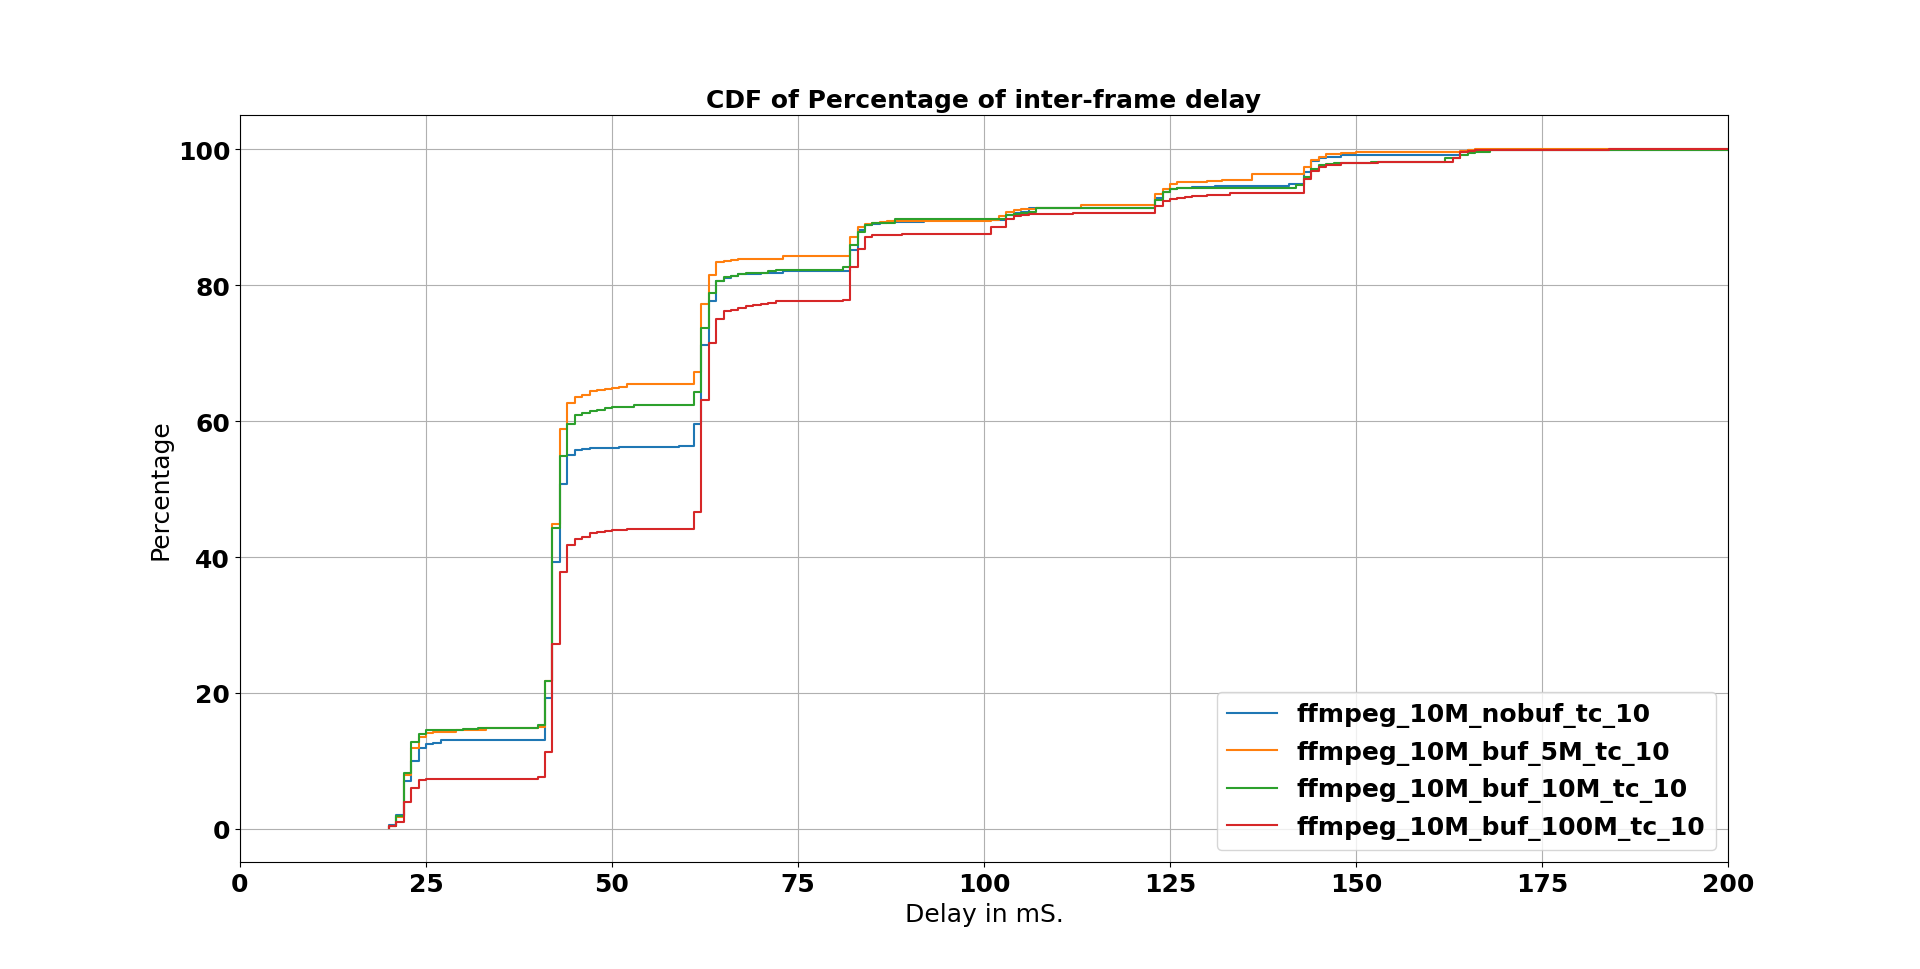 CDF of Percentage of inter-frame delay
100
80
60
40
20
0
Percentage
0 25 50 75 100 125 150 175 200
Delay in mS.
ffmpeg_10M_nobuf_tc_10
ffmpeg_10M_buf_5M_tc_10
ffmpeg_10M_buf_10M_tc_10
ffmpeg_10M_buf_100M_tc_10